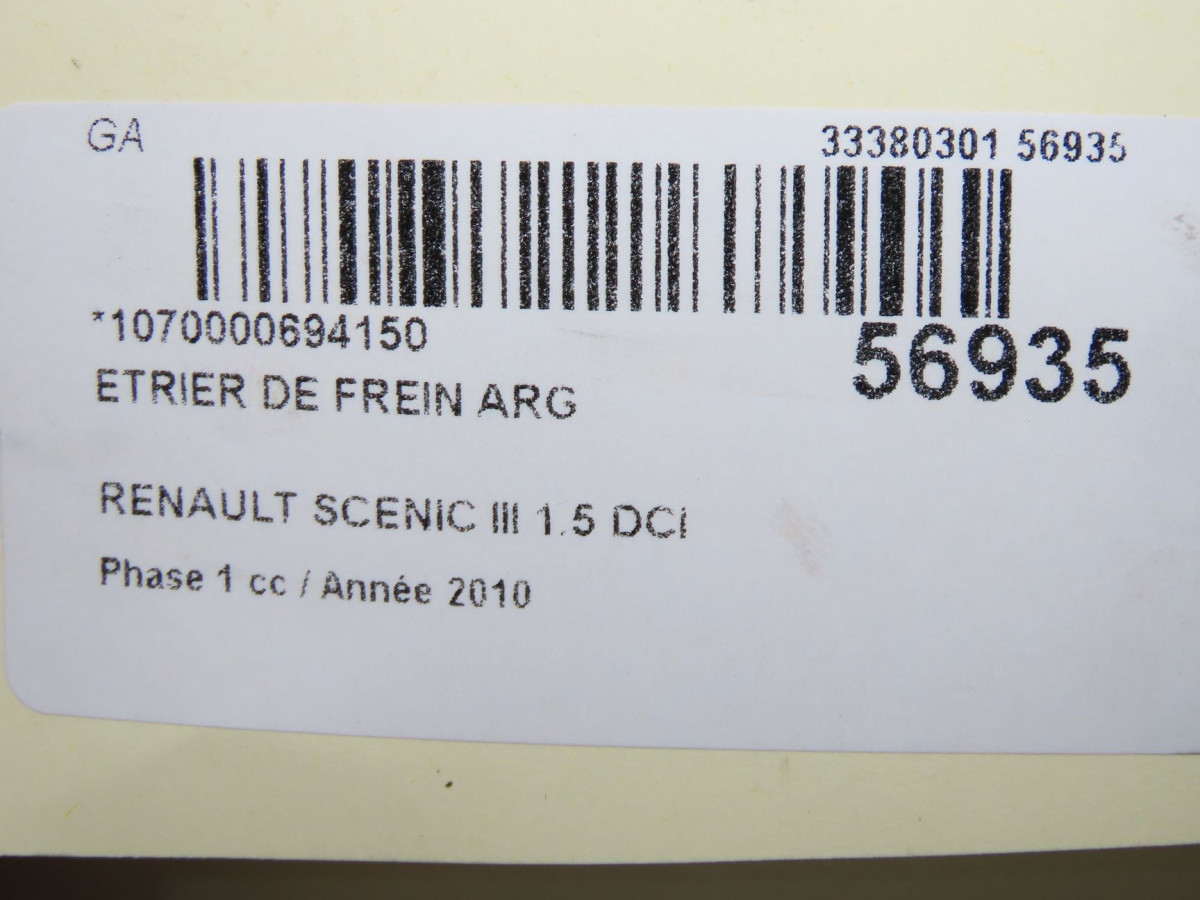 GA
33380301 56935
*1070000694150
56935
ETRIER DE FREIN ARG
RENAULT SCENIC III 1.5 DCI
Phase 1 cc / Année 2010